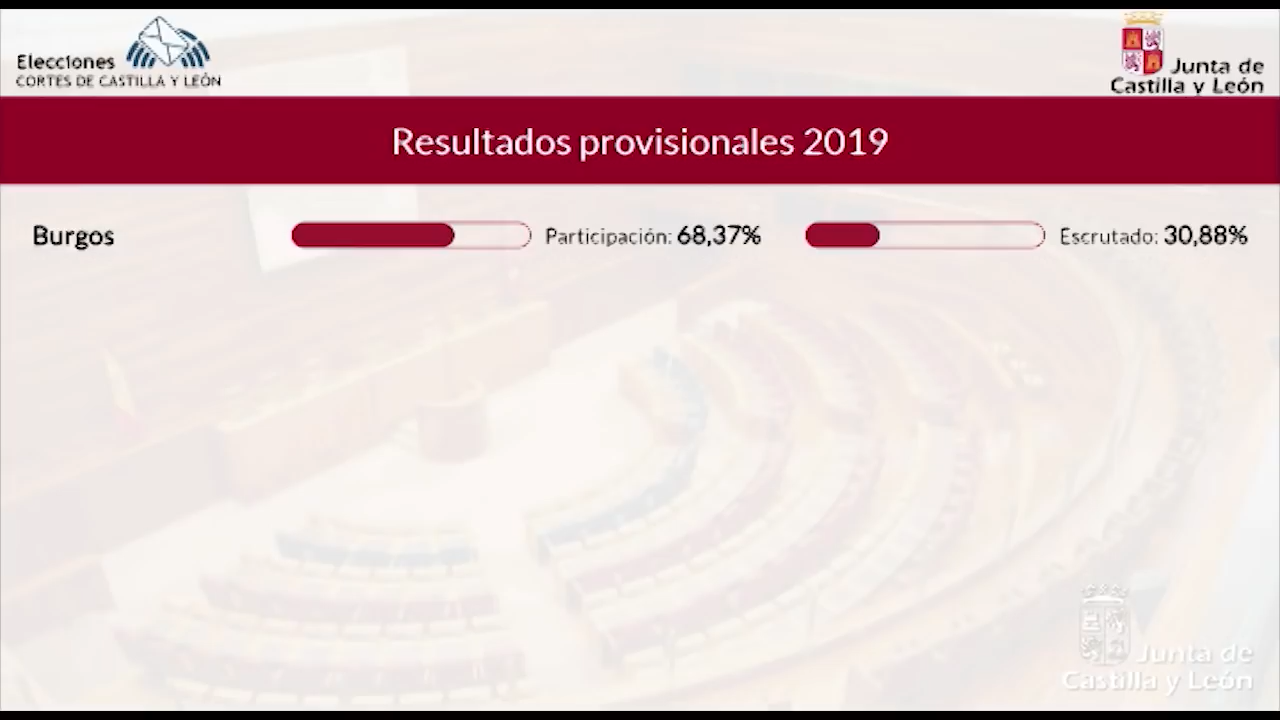 Elecciones
CORTES DE CASTILLA Y LEÓN
Junta de
Castilla y León
Resultados provisionales 2019
Burgos
Participación: 68,37%
Escrutado: 30,88%
Junta de
Castilla y León